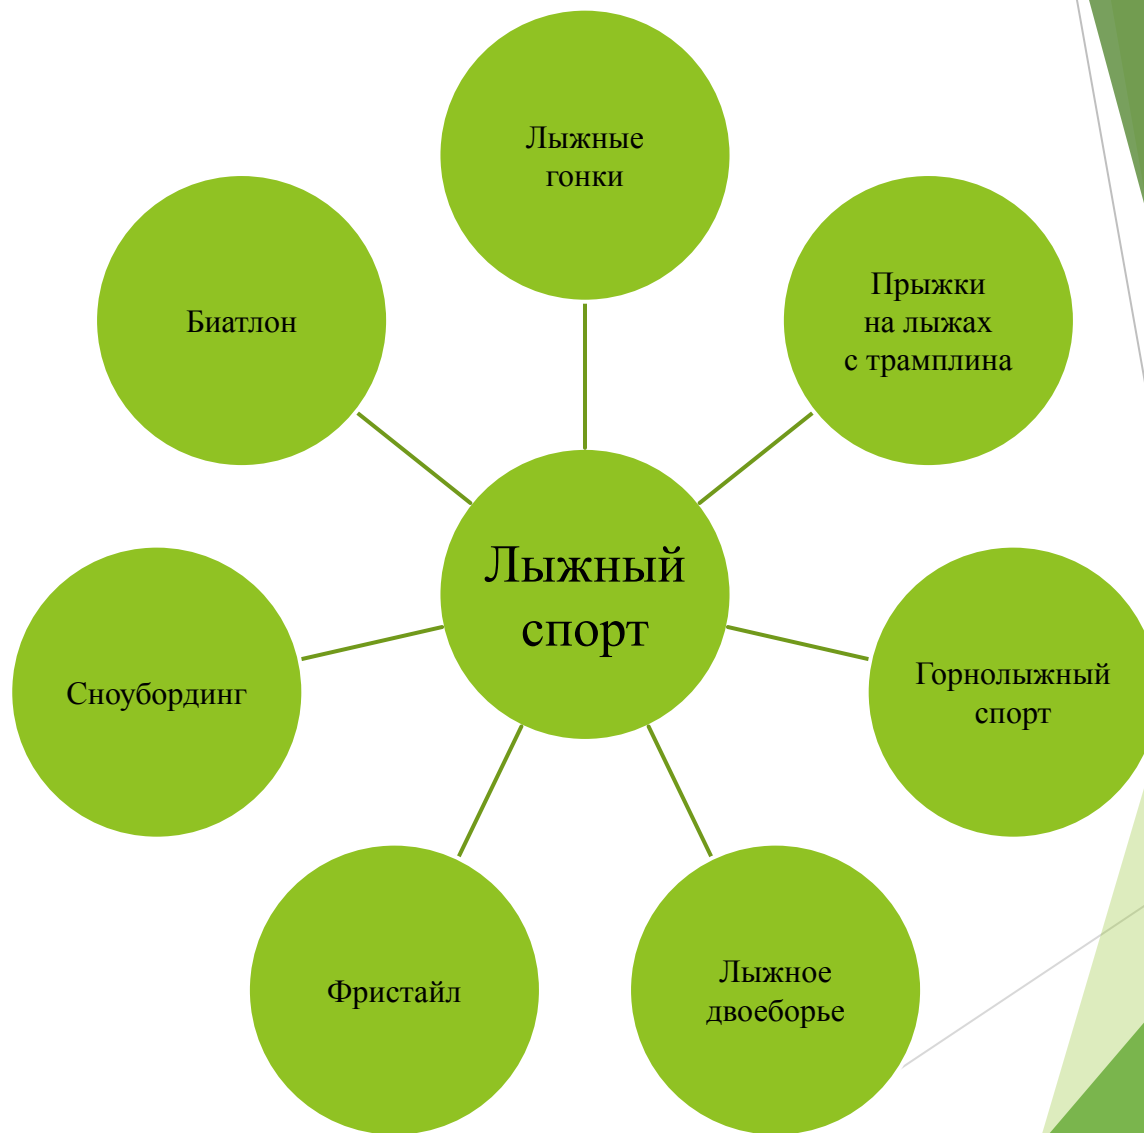 Лыжные
гонки
Прыжки
на лыжах
с трамплина
Биатлон
Лыжный
спорт
Сноубординг
Горнолыжный
спорт
Фристайл
Лыжное
двоеборье